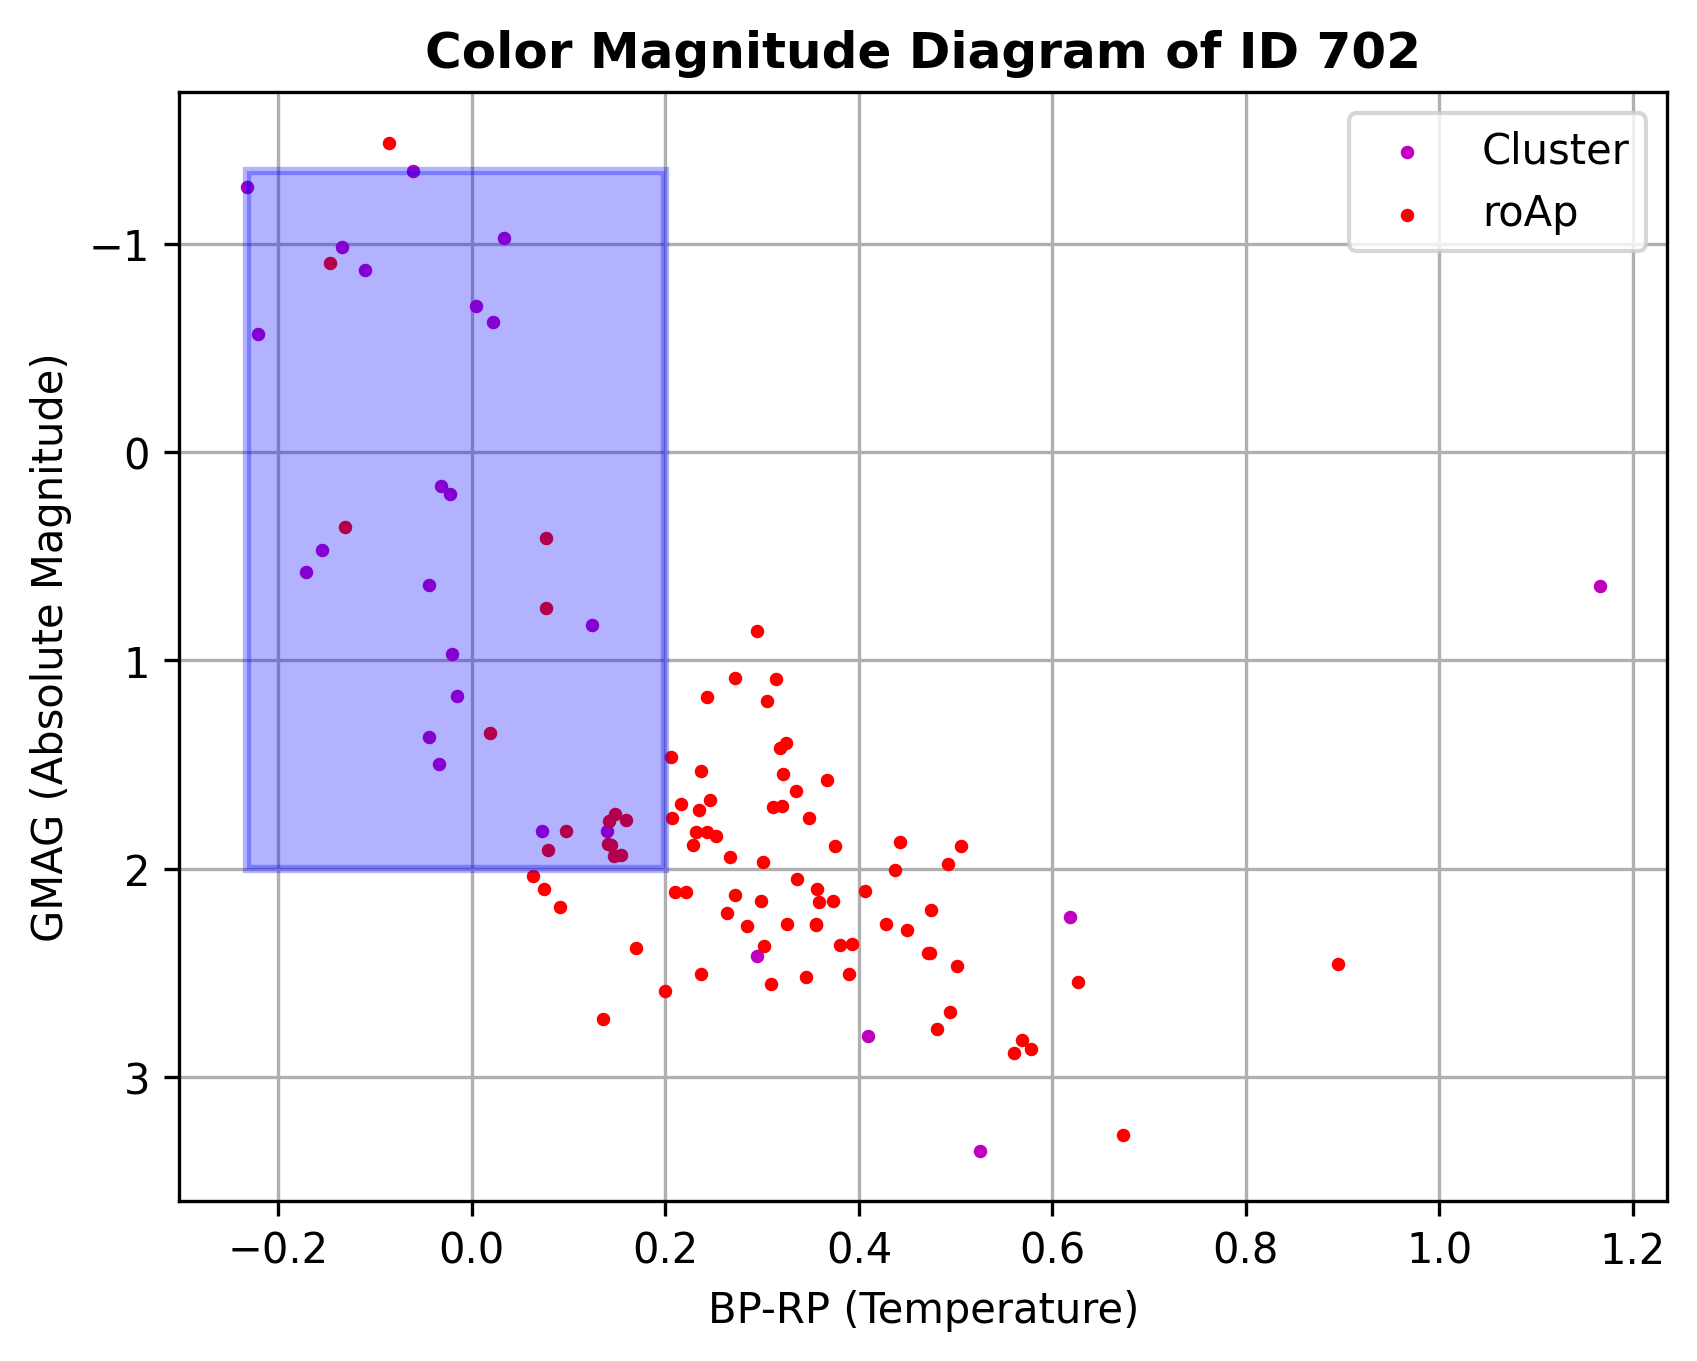 Color Magnitude Diagram of ID 702
Cluster
roAp
GMAG (Absolute Magnitude)
−1
0
1
2
3
−0.2 0.0 0.2 0.4 0.6 0.8 1.0 1.2
BP-RP (Temperature)